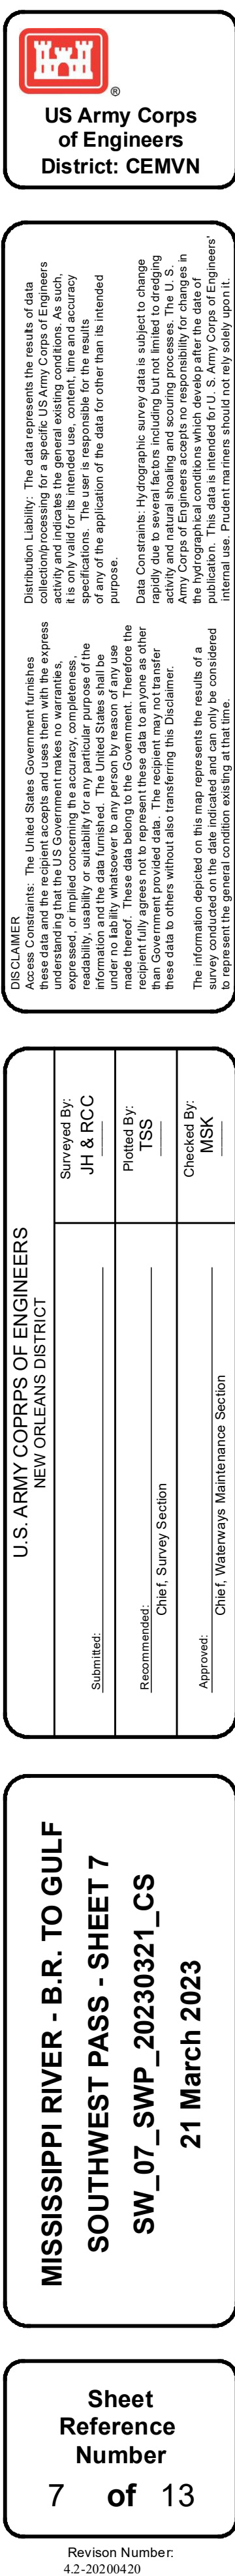 US Army Corps
of Engineers
District: CEMVN
®
DISCLAIMER
Access Constraints: The United States Government furnishes
these data and the recipient accepts and uses them with the express
understanding that the US Government makes no warranties,
expressed, or implied concerning the accuracy, completeness,
readability, usability or suitability for any particular purpose of the
information and the data furnished. The United States shall be
under no liability whatsoever to any person by reason of any use
made thereof. These data belong to the Government. Therefore the
recipient fully agrees not to represent these data to anyone as other
than Government provided data. The recipient may not transfer
these data to others without also transferring this Disclaimer.
The information depicted on this map represents the results of a
survey conducted on the date indicated and can only be considered
to represent the general condition existing at that time.
Distribution Liability: The data represents the results of data
collection/processing for a specific US Army Corps of Engineers
activity and indicates the general existing conditions. As such,
it is only valid for its intended use, content, time and accuracy
specifications. The user is responsible for the results
of any of the application of the data for other than its intended
purpose.
Data Constraints: Hydrographic survey data is subject to change
rapidly due to several factors including but not limited to dredging
activity and natural shoaling and scouring processes. The U. S.
Army Corps of Engineers accepts no responsibility for changes in
the hydrographical conditions which develop after the date of
publication. This data is intended for U. S. Army Corps of Engineers'
internal use. Prudent mariners should not rely solely upon it.
U.S. ARMY COPRPS OF ENGINEERS
NEW ORLEANS DISTRICT
Submitted:
Surveyed By:
JH & RCC
Recommended:
Chief, Survey Section
Plotted By:
TSS
Approved:
Chief, Waterways Maintenance Section
Checked By:
MSK
MISSISSIPPI RIVER - B.R. TO GULF
SOUTHWEST PASS - SHEET 7
SW_07_SWP_20230321_CS
21 March 2023
Sheet
Reference
Number
7 of 13
Revison Number:
4.2-20200420